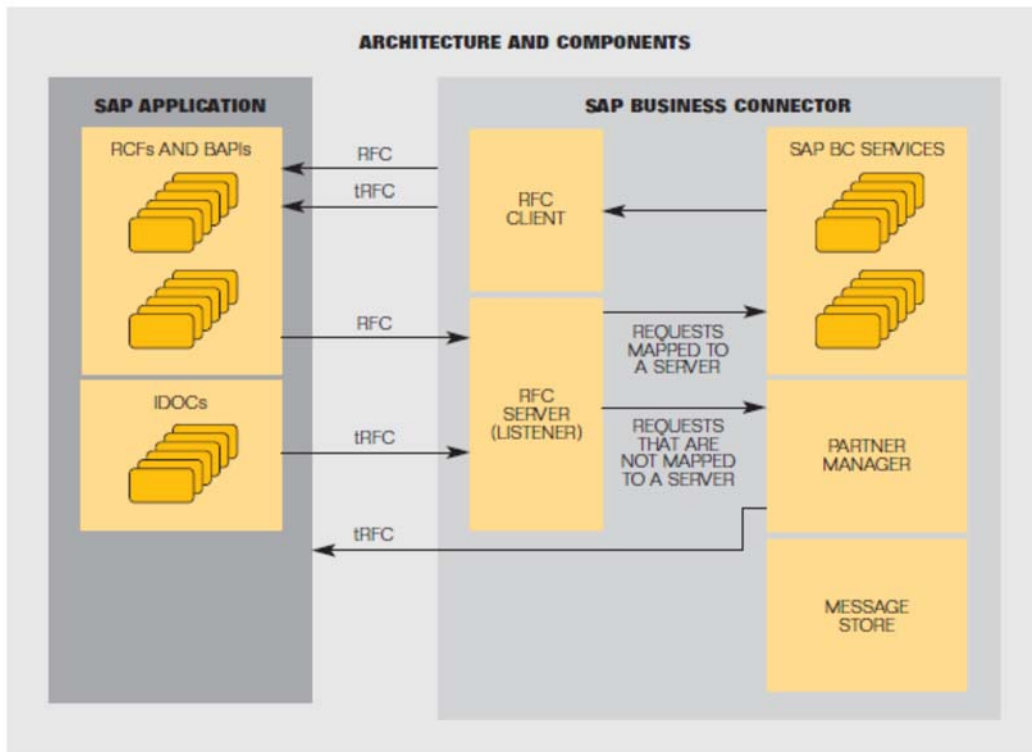 ARCHITECTURE AND COMPONENTS
SAP APPLICATION
RCFs AND BAPIs
IDOCs
RFC
tRFC
RFC
tRFC
tRFC
SAP BUSINESS CONNECTOR
RFC
CLIENT
RFC
SERVER
(LISTENER)
REQUESTS
MAPPED TO
A SERVER
REQUESTS
THAT ARE
NOT MAPPED
TO A SERVER
SAP BC SERVICES
PARTNER
MANAGER
MESSAGE
STORE